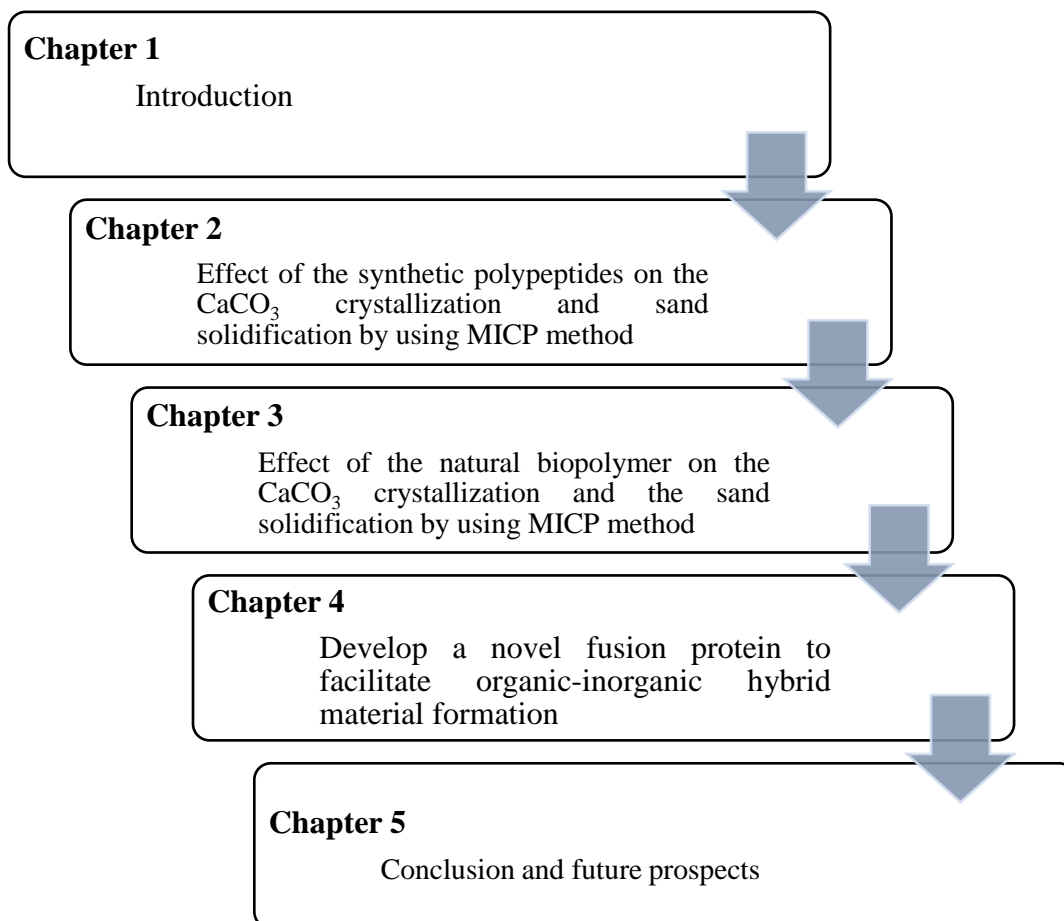 Chapter 1
Introduction
Chapter 2
Effect of the synthetic polypeptides on the
CaCO₃ crystallization and sand
solidification by using MICP method
Chapter 3
Effect of the natural biopolymer on the
CaCO₃ crystallization and the sand
solidification by using MICP method
Chapter 4
Develop a novel fusion protein to
facilitate organic-inorganic hybrid
material formation
Chapter 5
Conclusion and future prospects